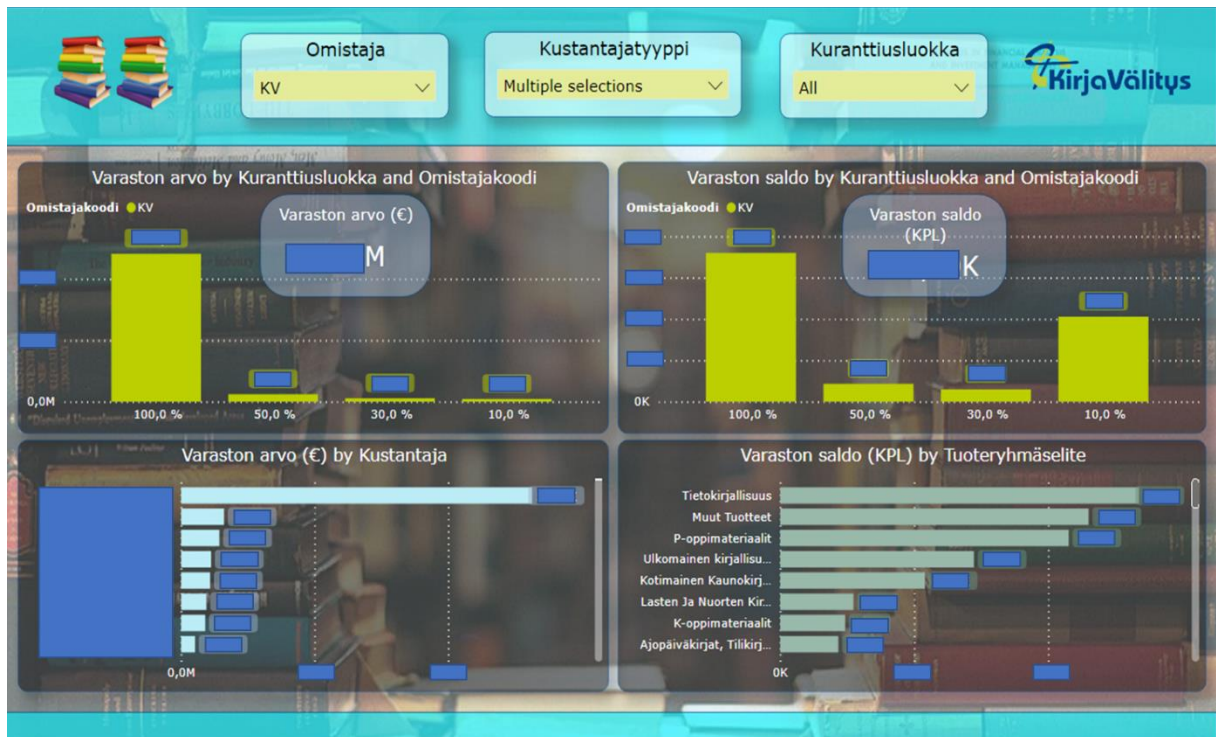 Omistaja
KV
Kustantajatyyppi
Multiple selections
Kuranttiusluokka
All
KirjaVälitys
Varaston arvo by Kuranttiusluokka and Omistajakoodi
Omistajakoodi KV
Varaston arvo (€)
M
0,0M
100,0 %
50,0 %
30,0 %
10,0 %
Varaston saldo by Kuranttiusluokka and Omistajakoodi
Omistajakoodi KV
Varaston saldo
(KPL)
K
0K
100,0 %
50,0 %
30,0 %
10,0 %
Varaston arvo (€) by Kustantaja
0,0M
Varaston saldo (KPL) by Tuoteryhmäselite
Tietokirjallisuus
Muut Tuotteet
P-oppimateriaalit
Ulkomainen kirjallisu...
Kotimainen Kaunokirj...
Lasten Ja Nuorten Kir...
K-oppimateriaalit
Ajopäiväkirjat, Tilikirj...
0K